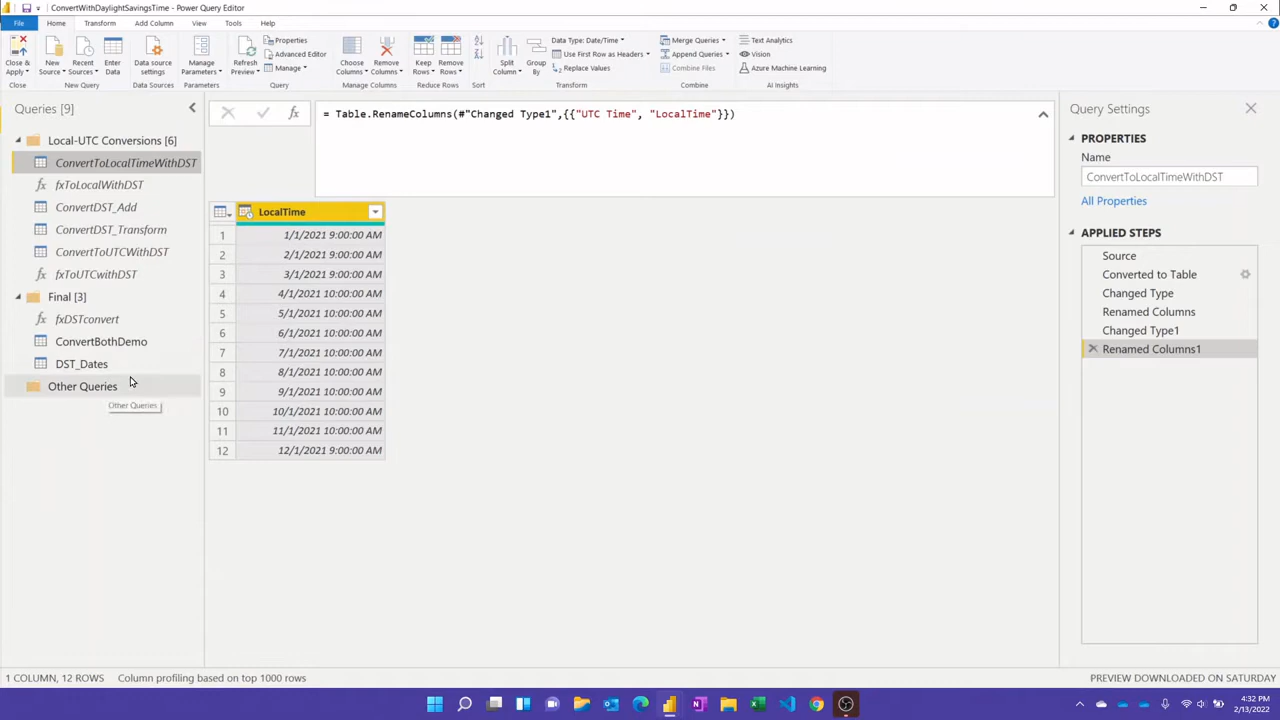 ConvertWithDaylightSavingsTime - Power Query Editor
File Home Transform Add Column View Tools Help
Close & Apply
New Source
Recent Sources
Enter Data
Data source settings
Manage Parameters
Refresh Preview
Properties
Advanced Editor
Manage
Choose Columns
Remove Columns
Keep Rows
Remove Rows
Split Column
Group By
Data Type: Date/Time
Use First Row as Headers
Replace Values
Merge Queries
Append Queries
Combine Files
Text Analytics
Vision
Azure Machine Learning
Close New Query Data Sources Parameters Query Manage Columns Reduce Rows Sort Transform Combine AI Insights
Queries [9]
Local-UTC Conversions [6]
ConvertToLocalTimeWithDST
fx fxToLocalWithDST
ConvertDST_Add
ConvertDST_Transform
ConvertToUTCWithDST
fx fxToUTCwithDST
Final [3]
fx fxDSTconvert
ConvertBothDemo
DST_Dates
Other Queries
Other Queries
fx = Table.RenameColumns(#"Changed Type1",{{"UTC Time", "LocalTime"}})
LocalTime
1 1/1/2021 9:00:00 AM
2 2/1/2021 9:00:00 AM
3 3/1/2021 9:00:00 AM
4 4/1/2021 10:00:00 AM
5 5/1/2021 10:00:00 AM
6 6/1/2021 10:00:00 AM
7 7/1/2021 10:00:00 AM
8 8/1/2021 10:00:00 AM
9 9/1/2021 10:00:00 AM
10 10/1/2021 10:00:00 AM
11 11/1/2021 10:00:00 AM
12 12/1/2021 9:00:00 AM
Query Settings
PROPERTIES
Name
ConvertToLocalTimeWithDST
All Properties
APPLIED STEPS
Source
Converted to Table
Changed Type
Renamed Columns
Changed Type1
Renamed Columns1
1 COLUMN, 12 ROWS Column profiling based on top 1000 rows PREVIEW DOWNLOADED ON SATURDAY
4:32 PM
2/13/2022